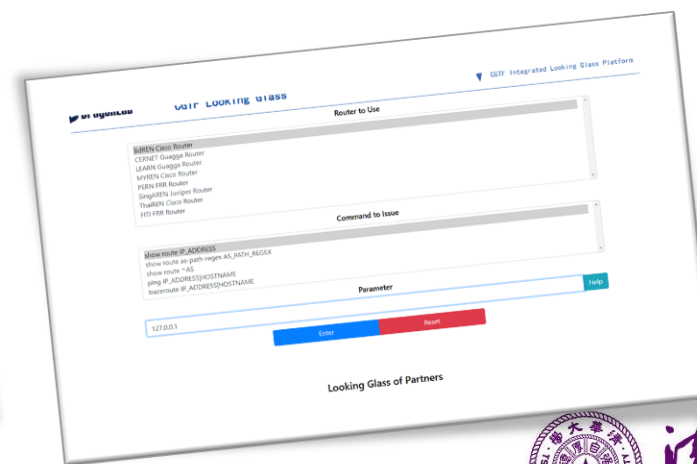 CGTF Looking Glass
CGTF Integrated Looking Glass Platform
Router to Use
BdREN Cisco Router
CERNET Guagga Router
LEARN Guagga Router
MYREN Cisco Router
PERN FRR Router
SingAREN Juniper Router
ThaiREN Cisco Router
HTI FRR Router
Command to Issue
show route IP_ADDRESS
show route as-path-regex AS_PATH_REGEX
show route ^AS
ping IP_ADDRESS|HOSTNAME
traceroute IP_ADDRESS|HOSTNAME
Parameter
127.0.0.1
Help
Enter
Reset
Looking Glass of Partners